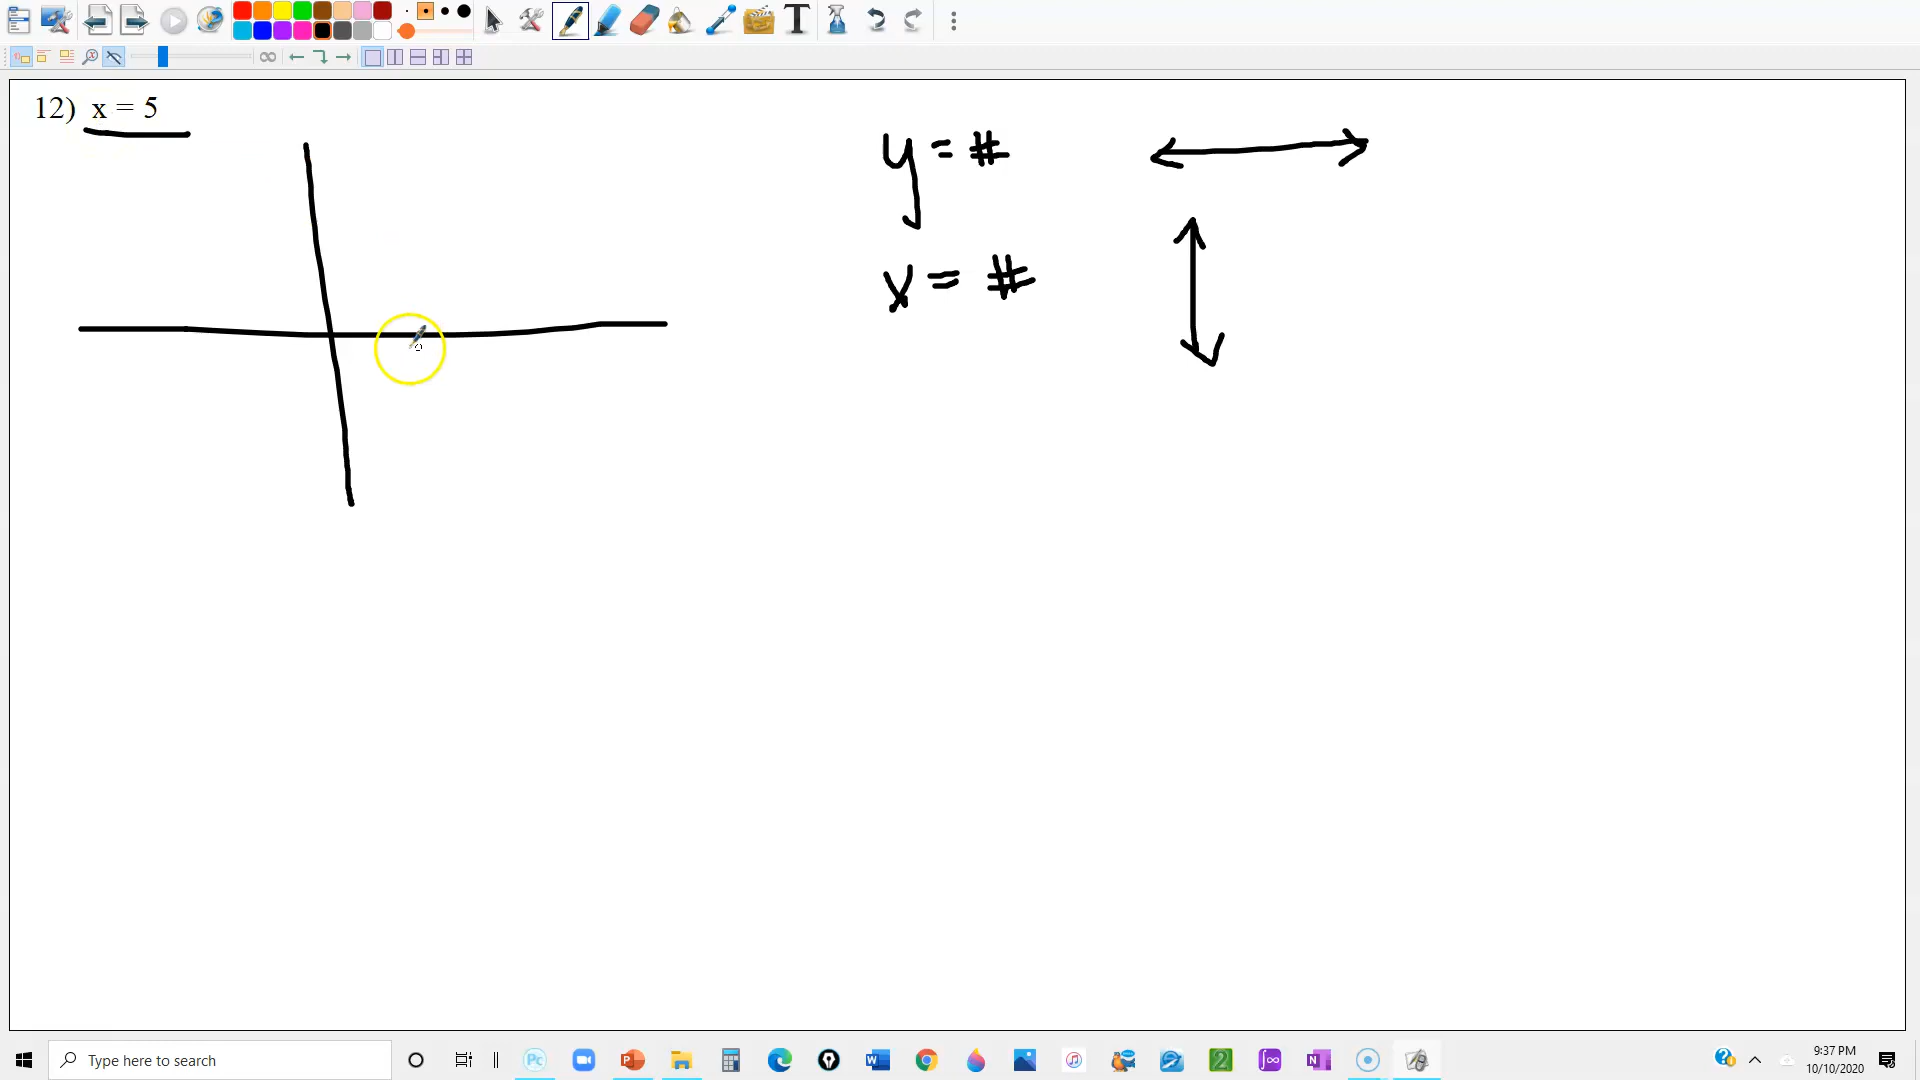 12) x = 5
y = #
x = #
Type here to search
9:37 PM
10/10/2020